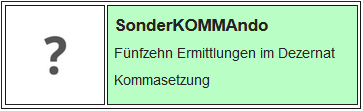 ?
SonderKOMMAndo
Fünfzehn Ermittlungen im Dezernat
Kommasetzung